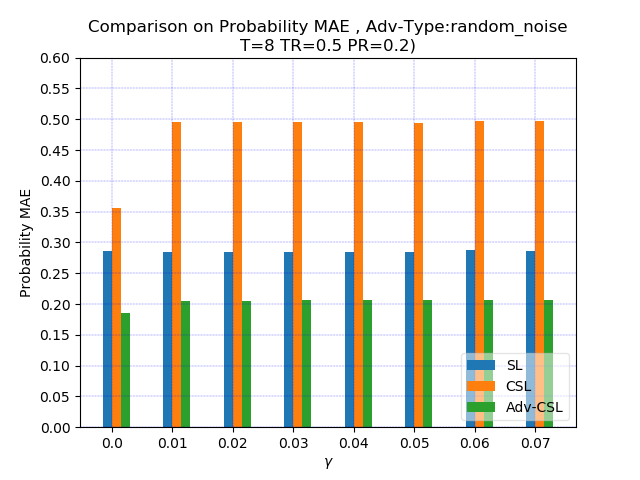 Comparison on Probability MAE , Adv-Type:random_noise
T=8 TR=0.5 PR=0.2)
0.60
0.55
0.50
0.45
0.40
0.35
0.30
0.25
0.20
0.15
0.10
0.05
0.00
Probability MAE
SL
CSL
Adv-CSL
0.0 0.01 0.02 0.03 0.04 0.05 0.06 0.07
γ